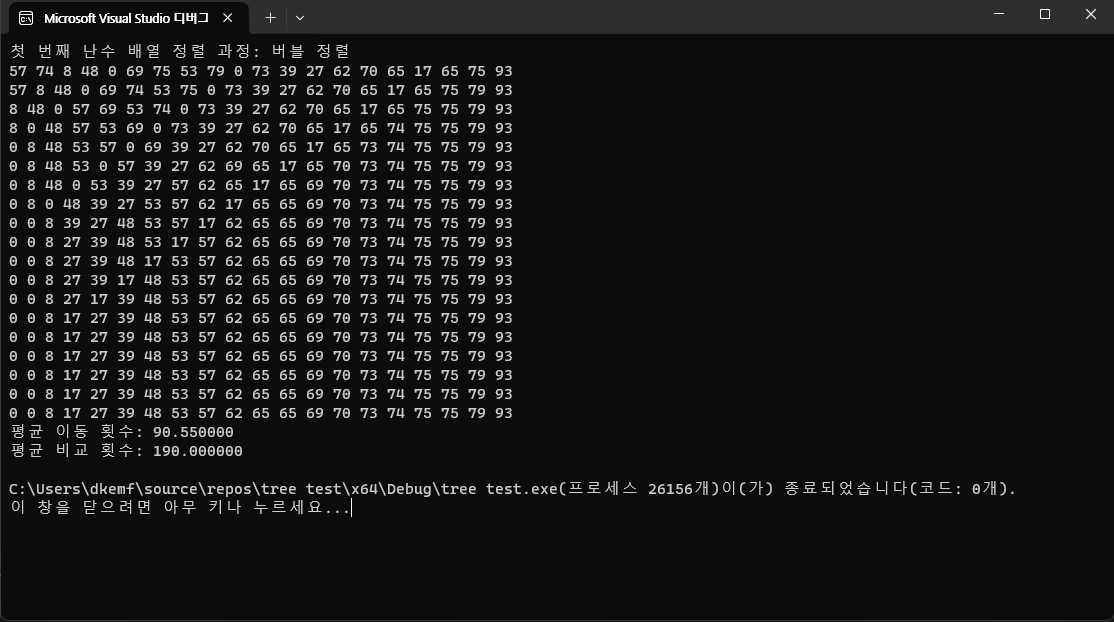 Microsoft Visual Studio 디버그
첫 번째 난수 배열 정렬 과정: 버블 정렬
57 74 8 48 0 69 75 53 79 0 73 39 27 62 70 65 17 65 75 93
57 8 48 0 69 74 53 75 0 73 39 27 62 70 65 17 65 75 79 93
8 48 0 57 69 53 74 0 73 39 27 62 70 65 17 65 75 75 79 93
8 0 48 57 53 69 0 73 39 27 62 70 65 17 65 74 75 75 79 93
0 8 48 53 57 0 69 39 27 62 70 65 17 65 73 74 75 75 79 93
0 8 48 53 0 57 39 27 62 69 65 17 65 70 73 74 75 75 79 93
0 8 48 0 53 39 27 57 62 65 17 65 69 70 73 74 75 75 79 93
0 8 0 48 39 27 53 57 62 17 65 65 69 70 73 74 75 75 79 93
0 0 8 39 27 48 53 57 17 62 65 65 69 70 73 74 75 75 79 93
0 0 8 27 39 48 53 17 57 62 65 65 69 70 73 74 75 75 79 93
0 0 8 27 39 48 17 53 57 62 65 65 69 70 73 74 75 75 79 93
0 0 8 27 39 17 48 53 57 62 65 65 69 70 73 74 75 75 79 93
0 0 8 27 17 39 48 53 57 62 65 65 69 70 73 74 75 75 79 93
0 0 8 17 27 39 48 53 57 62 65 65 69 70 73 74 75 75 79 93
0 0 8 17 27 39 48 53 57 62 65 65 69 70 73 74 75 75 79 93
0 0 8 17 27 39 48 53 57 62 65 65 69 70 73 74 75 75 79 93
0 0 8 17 27 39 48 53 57 62 65 65 69 70 73 74 75 75 79 93
0 0 8 17 27 39 48 53 57 62 65 65 69 70 73 74 75 75 79 93
0 0 8 17 27 39 48 53 57 62 65 65 69 70 73 74 75 75 79 93
평균 이동 횟수: 90.550000
평균 비교 횟수: 190.000000
C:\Users\dkemf\source\repos\tree test\x64\Debug\tree test.exe(프로세스 26156개)이(가) 종료되었습니다(코드: 0개).
이 창을 닫으려면 아무 키나 누르세요...